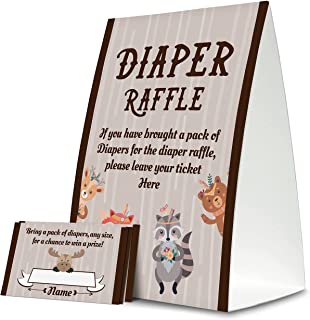 DIAPER
RAFFLE
If you have brought a pack of
Diapers for the diaper raffle,
please leave your ticket
Here
Bring a pack of diapers, any size,
for a chance to win a prize!
Name